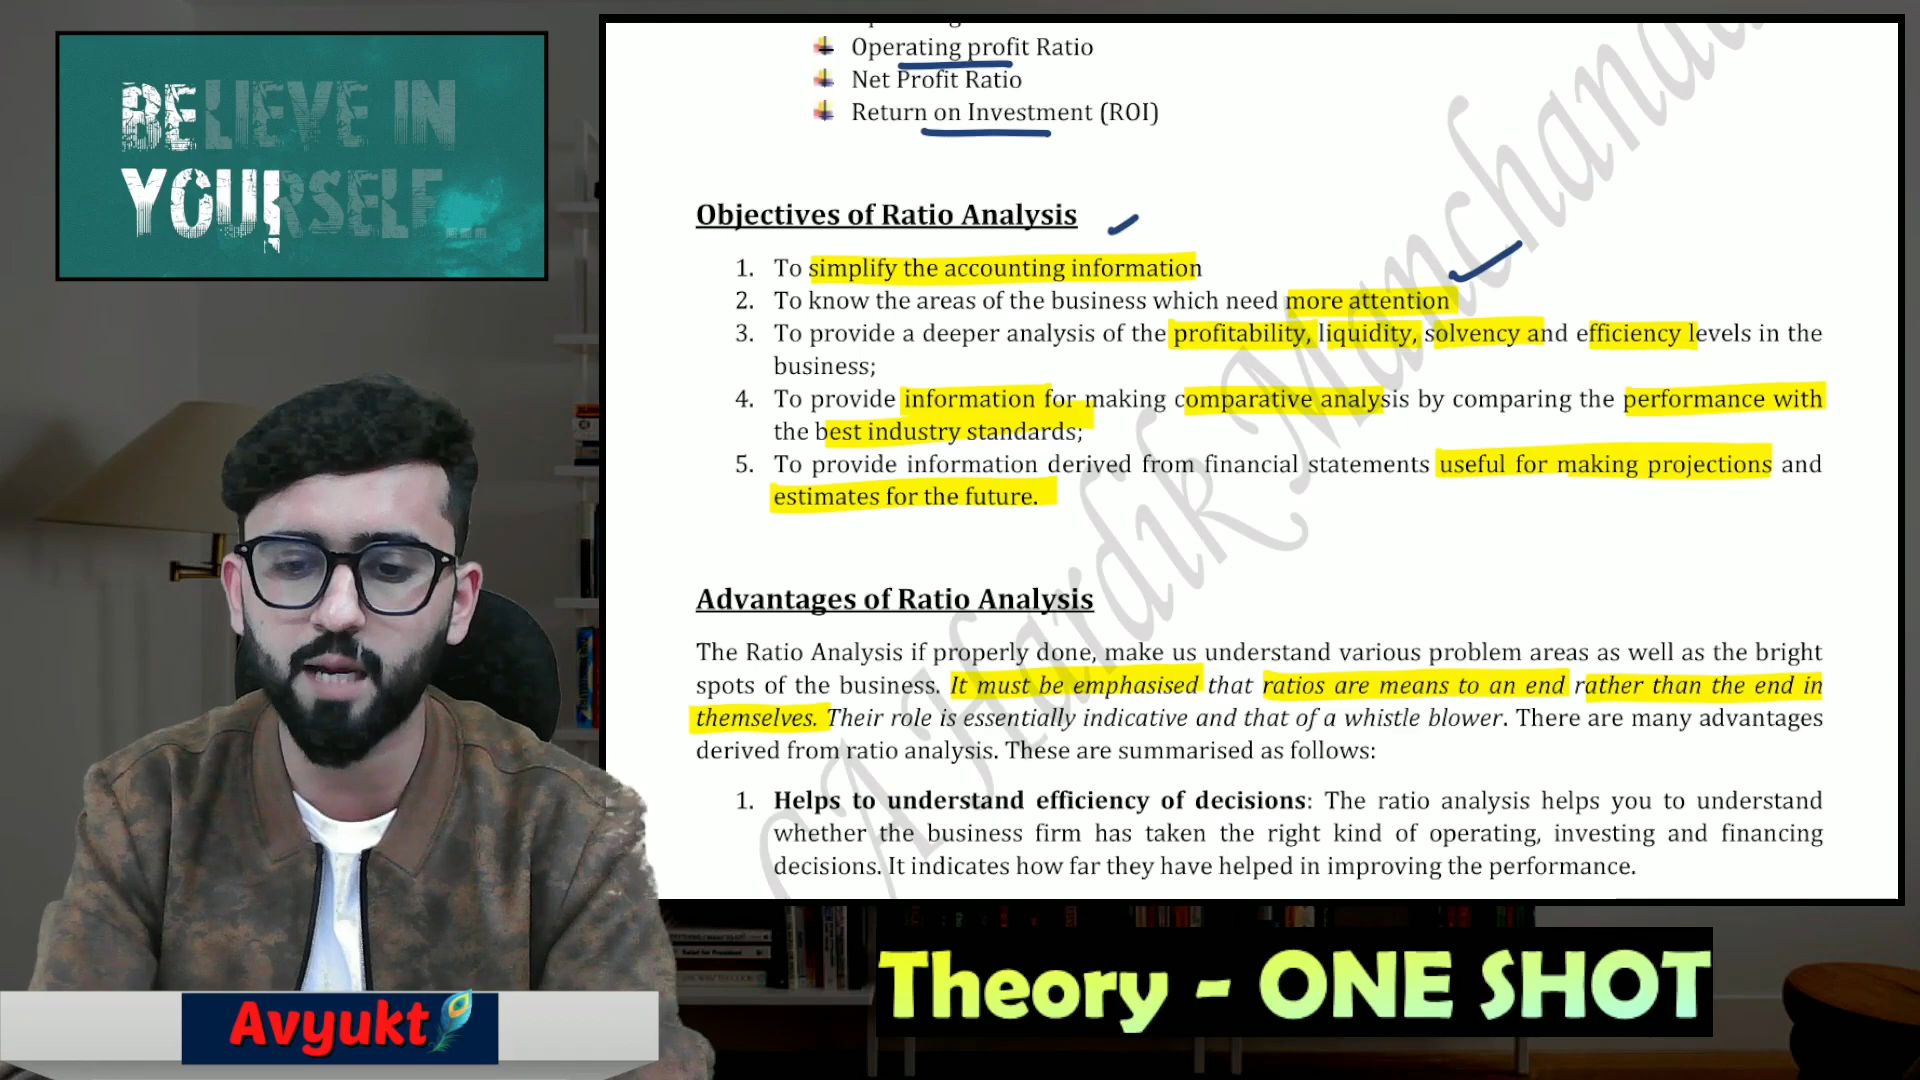 BELIEVE IN
YOURSELF...
Operating profit Ratio
Net Profit Ratio
Return on Investment (ROI)
Objectives of Ratio Analysis
1. To simplify the accounting information
2. To know the areas of the business which need more attention
3. To provide a deeper analysis of the profitability, liquidity, solvency and efficiency levels in the
business;
4. To provide information for making comparative analysis by comparing the performance with
the best industry standards;
5. To provide information derived from financial statements useful for making projections and
estimates for the future.
Advantages of Ratio Analysis
The Ratio Analysis if properly done, make us understand various problem areas as well as the bright
spots of the business. It must be emphasised that ratios are means to an end rather than the end in
themselves. Their role is essentially indicative and that of a whistle blower. There are many advantages
derived from ratio analysis. These are summarised as follows:
1. Helps to understand efficiency of decisions: The ratio analysis helps you to understand
whether the business firm has taken the right kind of operating, investing and financing
decisions. It indicates how far they have helped in improving the performance.
CA Hardik Manchanda
Theory - ONE SHOT
Avyukt